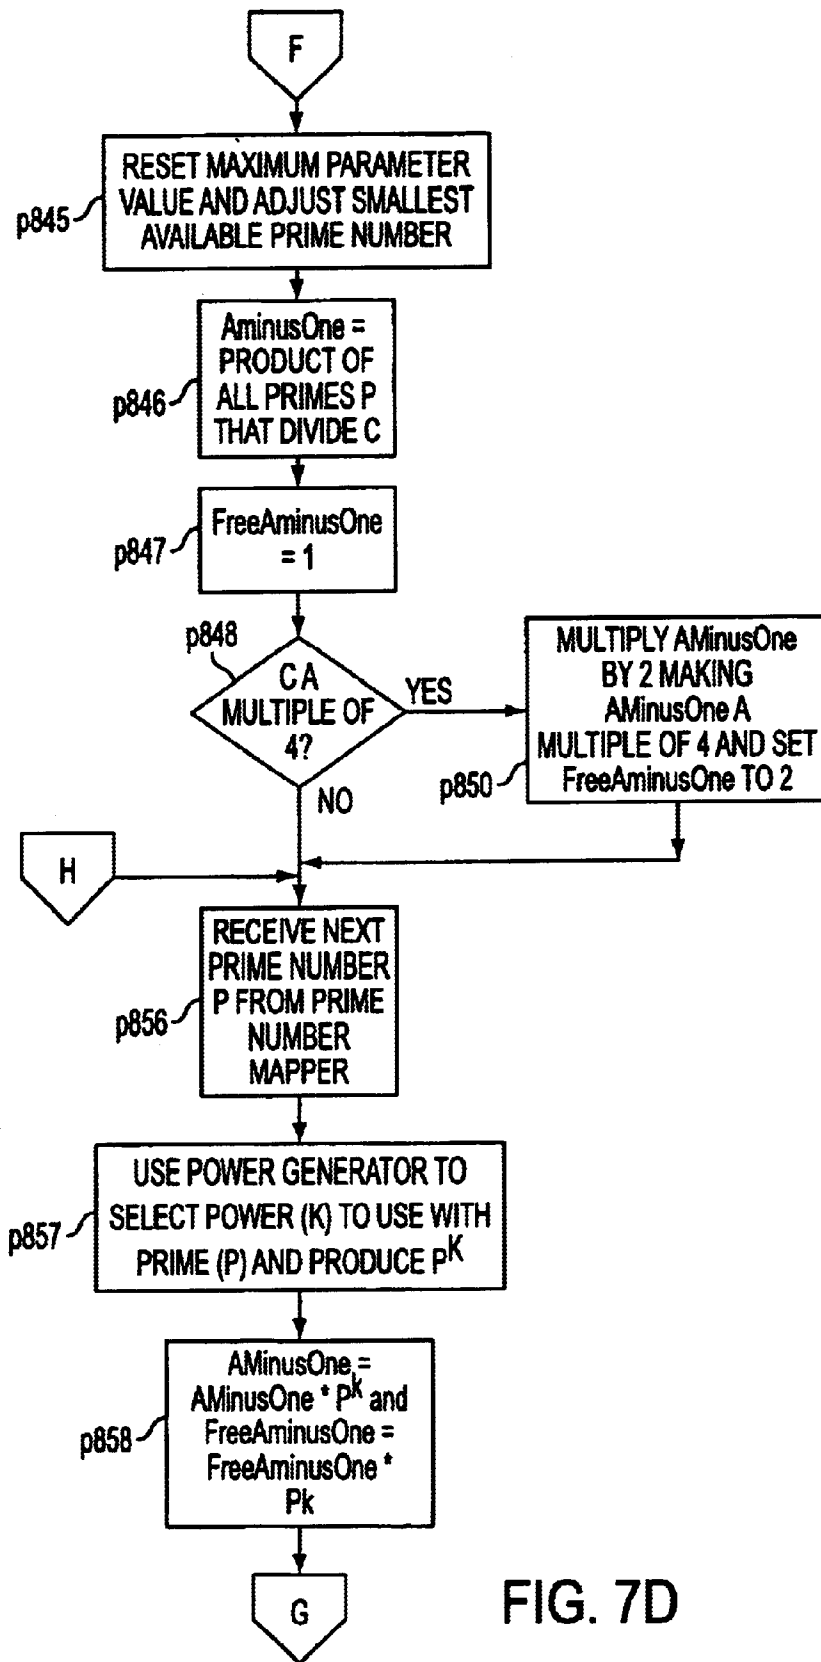 F
RESET MAXIMUM PARAMETER
VALUE AND ADJUST SMALLEST
AVAILABLE PRIME NUMBER
p845
AminusOne =
PRODUCT OF
ALL PRIMES P
THAT DIVIDE C
p846
FreeAminusOne
= 1
p847
p848
C A
MULTIPLE OF
4?
YES
NO
MULTIPLY AMinusOne
BY 2 MAKING
AMinusOne A
MULTIPLE OF 4 AND SET
FreeAminusOne TO 2
p850
H
RECEIVE NEXT
PRIME NUMBER
P FROM PRIME
NUMBER
MAPPER
p856
USE POWER GENERATOR TO
SELECT POWER (K) TO USE WITH
PRIME (P) AND PRODUCE P^K
p857
AMinusOne =
AMinusOne * P^k and
FreeAminusOne =
FreeAminusOne *
Pk
p858
G
FIG. 7D